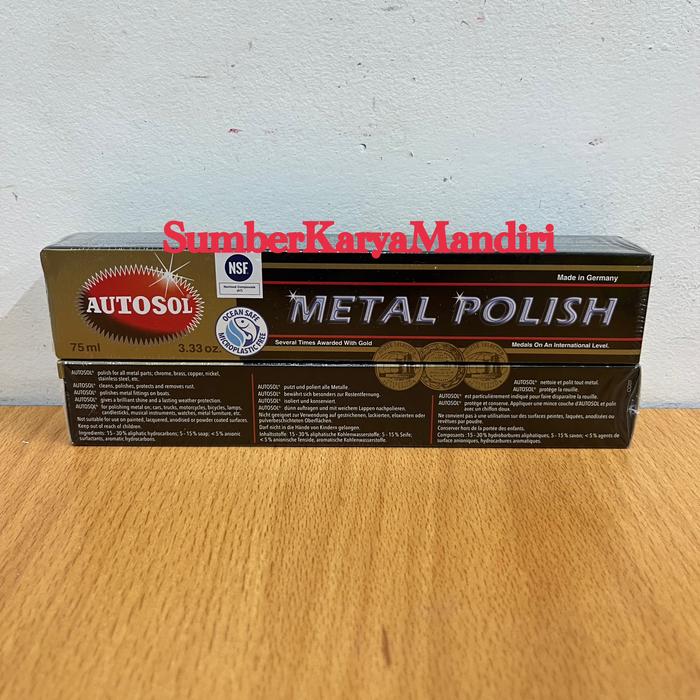 SumberKaryaMandiri
NSF
Nonfood Compounds
AUTOSOL
75 ml
3.33 oz.
OCEAN SAFE
MICROPLASTIC FREE
Made in Germany
METAL POLISH
Several Times Awarded With Gold
Medals On An International Level.
AUTOSOL® polish for all metal parts; chrome, brass, copper, nickel,
stainless steel, etc.
AUTOSOL® cleans, polishes, protects and removes rust.
AUTOSOL® polishes metal fittings on boats.
AUTOSOL® gives a brilliant shine and a lasting weather protection.
AUTOSOL® for polishing metal on; cars, trucks, motorcycles, bicycles, lamps,
candlesticks, musical instruments, watches, metal furniture, etc.
Not suitable for use on painted, lacquered, anodised or powder coated surfaces.
Keep out of reach of children.
Ingredients: 15 - 30 % aliphatic hydrocarbons; 5 - 15 % soap; < 5 % anionic
surfactants, aromatic hydrocarbons.
AUTOSOL® putzt und poliert alle Metalle.
AUTOSOL® bewährt sich besonders zur Rostentfernung.
AUTOSOL® isoliert und konserviert.
AUTOSOL® dünn auftragen und mit weichem Lappen nachpolieren.
Nicht geeignet zur Verwendung auf gestrichenen, lackierten, eloxierten oder
pulverbeschichteten Oberflächen.
Darf nicht in die Hände von Kindern gelangen.
Inhaltsstoffe: 15 - 30 % aliphatische Kohlenwasserstoffe, 5 - 15 % Seife;
< 5 % anionische Tenside, aromatische Kohlenwasserstoffe.
AUTOSOL® nettoie et polit tout metal.
AUTOSOL® protège la rouille.
AUTOSOL® est particulièrement indiqué pour faire disparaître la rouille.
AUTOSOL® protège et conserve. Appliquer une mince couche d'AUTOSOL et polir
avec un chiffon doux.
Ne convient pas à une utilisation sur des surfaces peintes, laquées, anodisées ou
revêtues par poudre.
Conserver hors de la portée des enfants.
Composants : 15 - 30 % hydrocarbures aliphatiques, 5 - 15 % savon; < 5 % agents de
surface anioniques, hydrocarbures aromatiques.